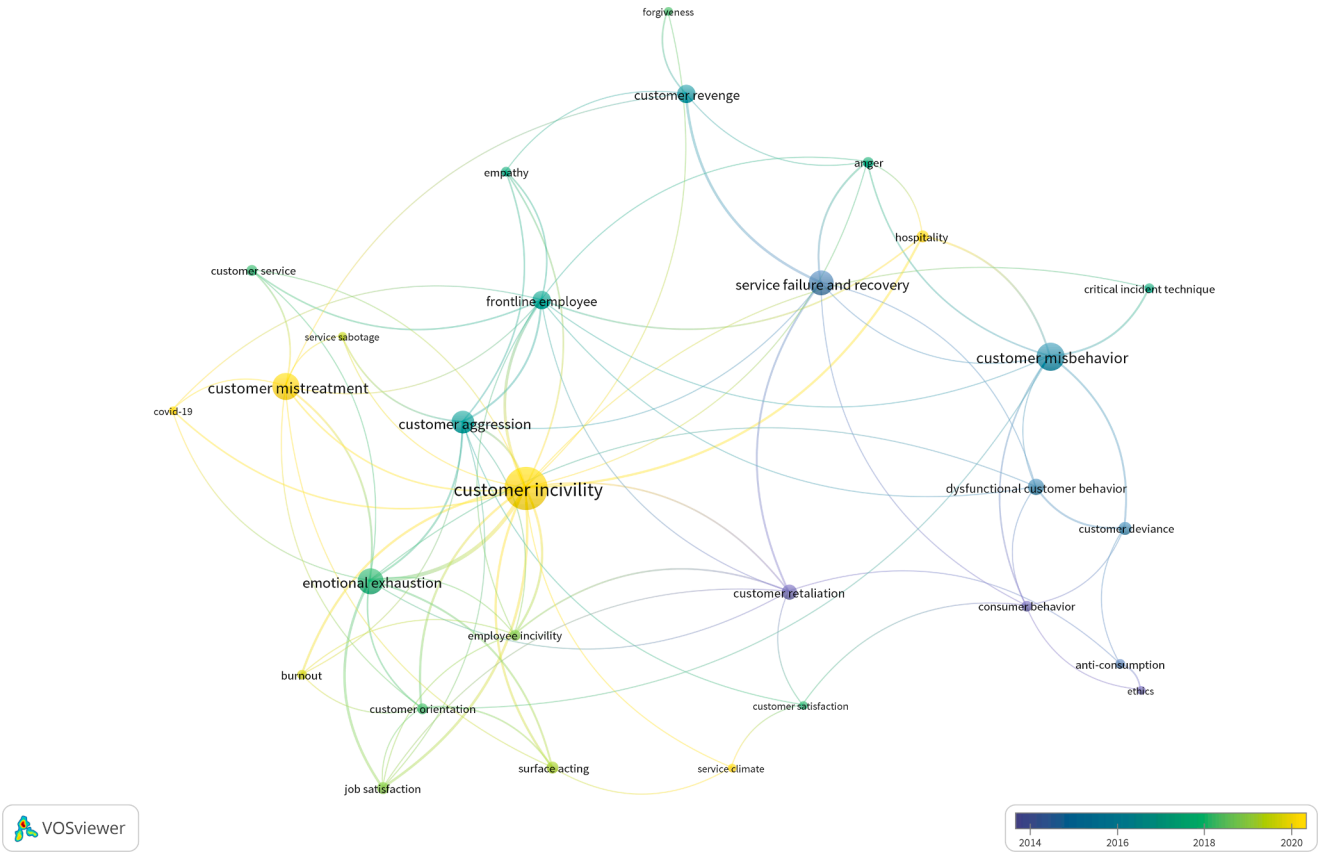 forgiveness
customer revenge
anger
empathy
hospitality
customer service
service failure and recovery
critical incident technique
frontline employee
service sabotage
customer misbehavior
customer mistreatment
covid-19
customer aggression
customer incivility
dysfunctional customer behavior
customer deviance
emotional exhaustion
customer retaliation
consumer behavior
employee incivility
anti-consumption
burnout
ethics
customer orientation
customer satisfaction
surface acting
service climate
job satisfaction
VOSviewer
2014
2016
2018
2020